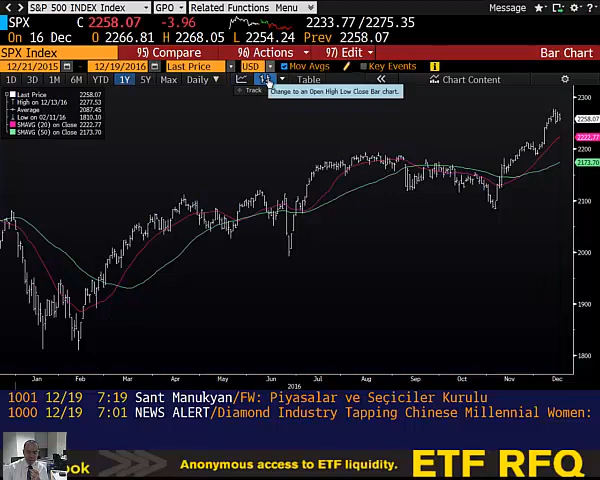 S&P 500 INDEX Index GPO Related Functions Menu Message
SPX C 2258.07 -3.96 2233.77/2275.35
On 16 Dec O 2266.81 H 2268.05 L 2254.24 Prev 2258.07
SPX Index 95) Compare 96) Actions 97) Edit Bar Chart
12/21/2015 12/19/2016 Last Price USD Mov Avgs Key Events
1D 3D 1M 6M YTD 1Y 2Y 5Y Max Daily Table Chart Content
Track Change to an Open High Low Close Bar chart.
Last Price 2258.07
High on 12/13/16 2277.53
Average 2087.45
Low on 02/11/16 1810.10
SMAVG (20) on Close 2222.77
SMAVG (50) on Close 2173.70
2300
2258.07
2222.77
2200
2173.70
2100
2000
1900
1800
Jan Feb Mar Apr May Jun Jul Aug Sep Oct Nov Dec
2016
1001 12/19 7:19 Sant Manukyan/FW: Piyasalar ve Seçiciler Kurulu
1000 12/19 7:01 NEWS ALERT/Diamond Industry Tapping Chinese Millennial Women:
ook Anonymous access to ETF liquidity. ETF RFQ